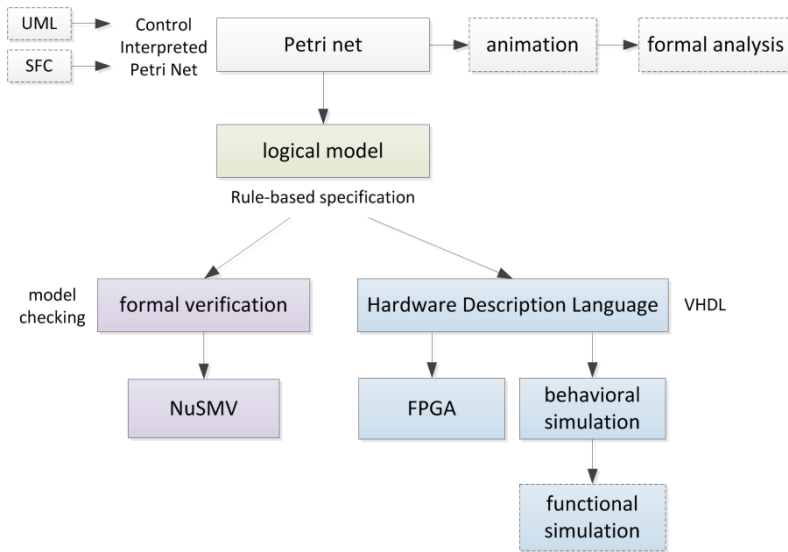 UML
SFC
Control
Interpreted
Petri Net
Petri net
animation
formal analysis
logical model
Rule-based specification
model
checking
formal verification
Hardware Description Language
VHDL
NuSMV
FPGA
behavioral
simulation
functional
simulation